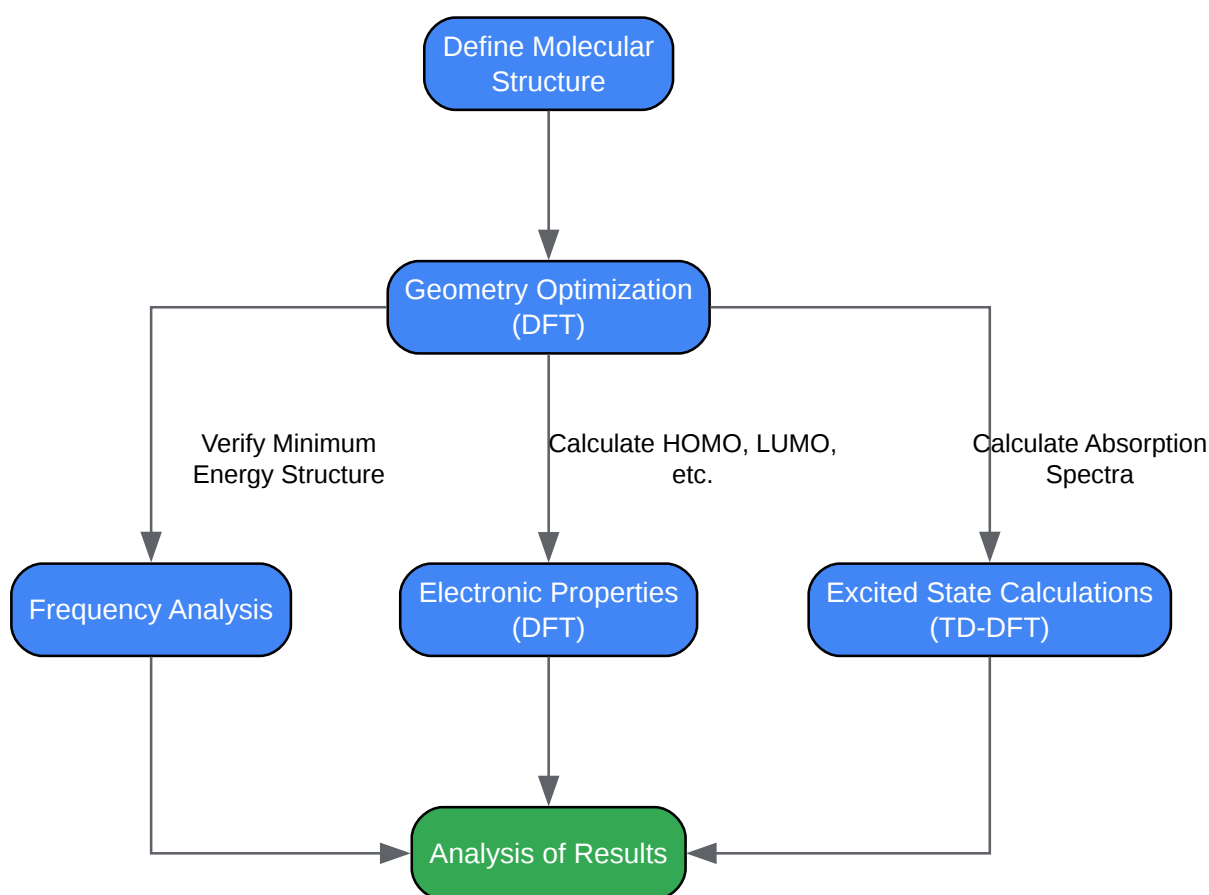 Define Molecular
Structure
Geometry Optimization
(DFT)
Verify Minimum
Energy Structure
Calculate HOMO, LUMO,
etc.
Calculate Absorption
Spectra
Frequency Analysis
Electronic Properties
(DFT)
Excited State Calculations
(TD-DFT)
Analysis of Results